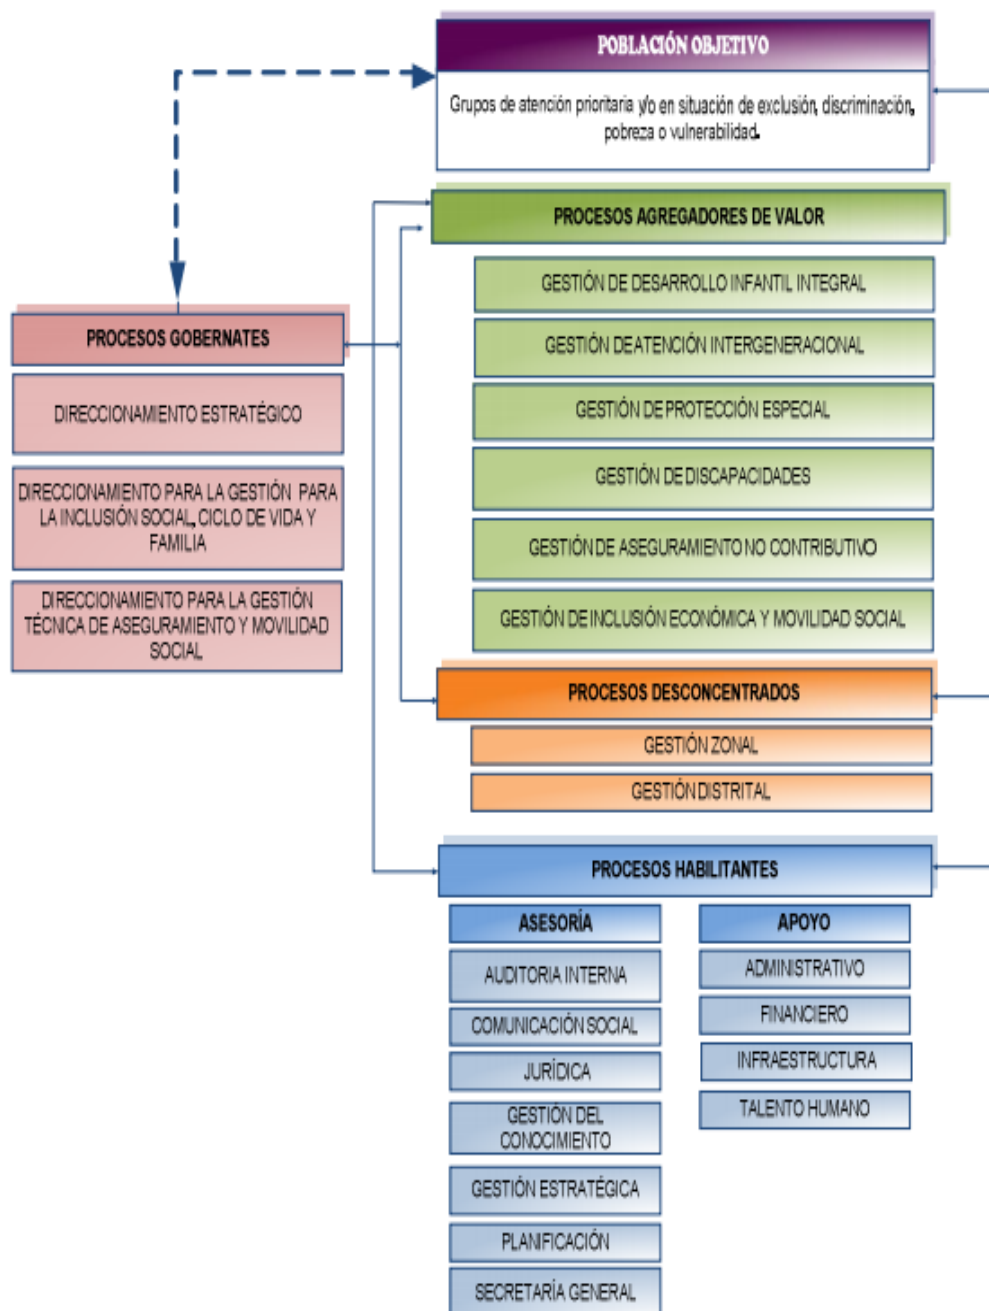 POBLACIÓN OBJETIVO
Grupos de atención prioritaria y/o en situación de exclusión, discriminación,
pobreza o vulnerabilidad.
PROCESOS AGREGADORES DE VALOR
GESTIÓN DE DESARROLLO INFANTIL INTEGRAL
GESTIÓN DE ATENCIÓN INTERGENERACIONAL
GESTIÓN DE PROTECCIÓN ESPECIAL
GESTIÓN DE DISCAPACIDADES
GESTIÓN DE ASEGURAMIENTO NO CONTRIBUTIVO
GESTIÓN DE INCLUSIÓN ECONÓMICA Y MOVILIDAD SOCIAL
PROCESOS GOBERNATES
DIRECCIONAMIENTO ESTRATÉGICO
DIRECCIONAMIENTO PARA LA GESTIÓN PARA
LA INCLUSIÓN SOCIAL, CICLO DE VIDA Y
FAMILIA
DIRECCIONAMIENTO PARA LA GESTIÓN
TÉCNICA DE ASEGURAMIENTO Y MOVILIDAD
SOCIAL
PROCESOS DESCONCENTRADOS
GESTIÓN ZONAL
GESTIÓN DISTRITAL
PROCESOS HABILITANTES
ASESORÍA
AUDITORIA INTERNA
COMUNICACIÓN SOCIAL
JURÍDICA
GESTIÓN DEL
CONOCIMIENTO
GESTIÓN ESTRATÉGICA
PLANIFICACIÓN
SECRETARÍA GENERAL
APOYO
ADMINISTRATIVO
FINANCIERO
INFRAESTRUCTURA
TALENTO HUMANO